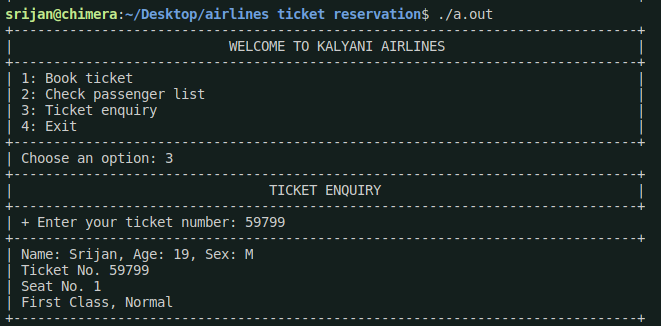 srijan@chimera:~/Desktop/airlines ticket reservation$ ./a.out
+------------------------------------------------------------------------------+
| WELCOME TO KALYANI AIRLINES |
+------------------------------------------------------------------------------+
| 1: Book ticket |
| 2: Check passenger list |
| 3: Ticket enquiry |
| 4: Exit |
+------------------------------------------------------------------------------+
| Choose an option: 3
+------------------------------------------------------------------------------+
| TICKET ENQUIRY |
+------------------------------------------------------------------------------+
| + Enter your ticket number: 59799
+------------------------------------------------------------------------------+
| Name: Srijan, Age: 19, Sex: M
| Ticket No. 59799
| Seat No. 1
| First Class, Normal
+------------------------------------------------------------------------------+